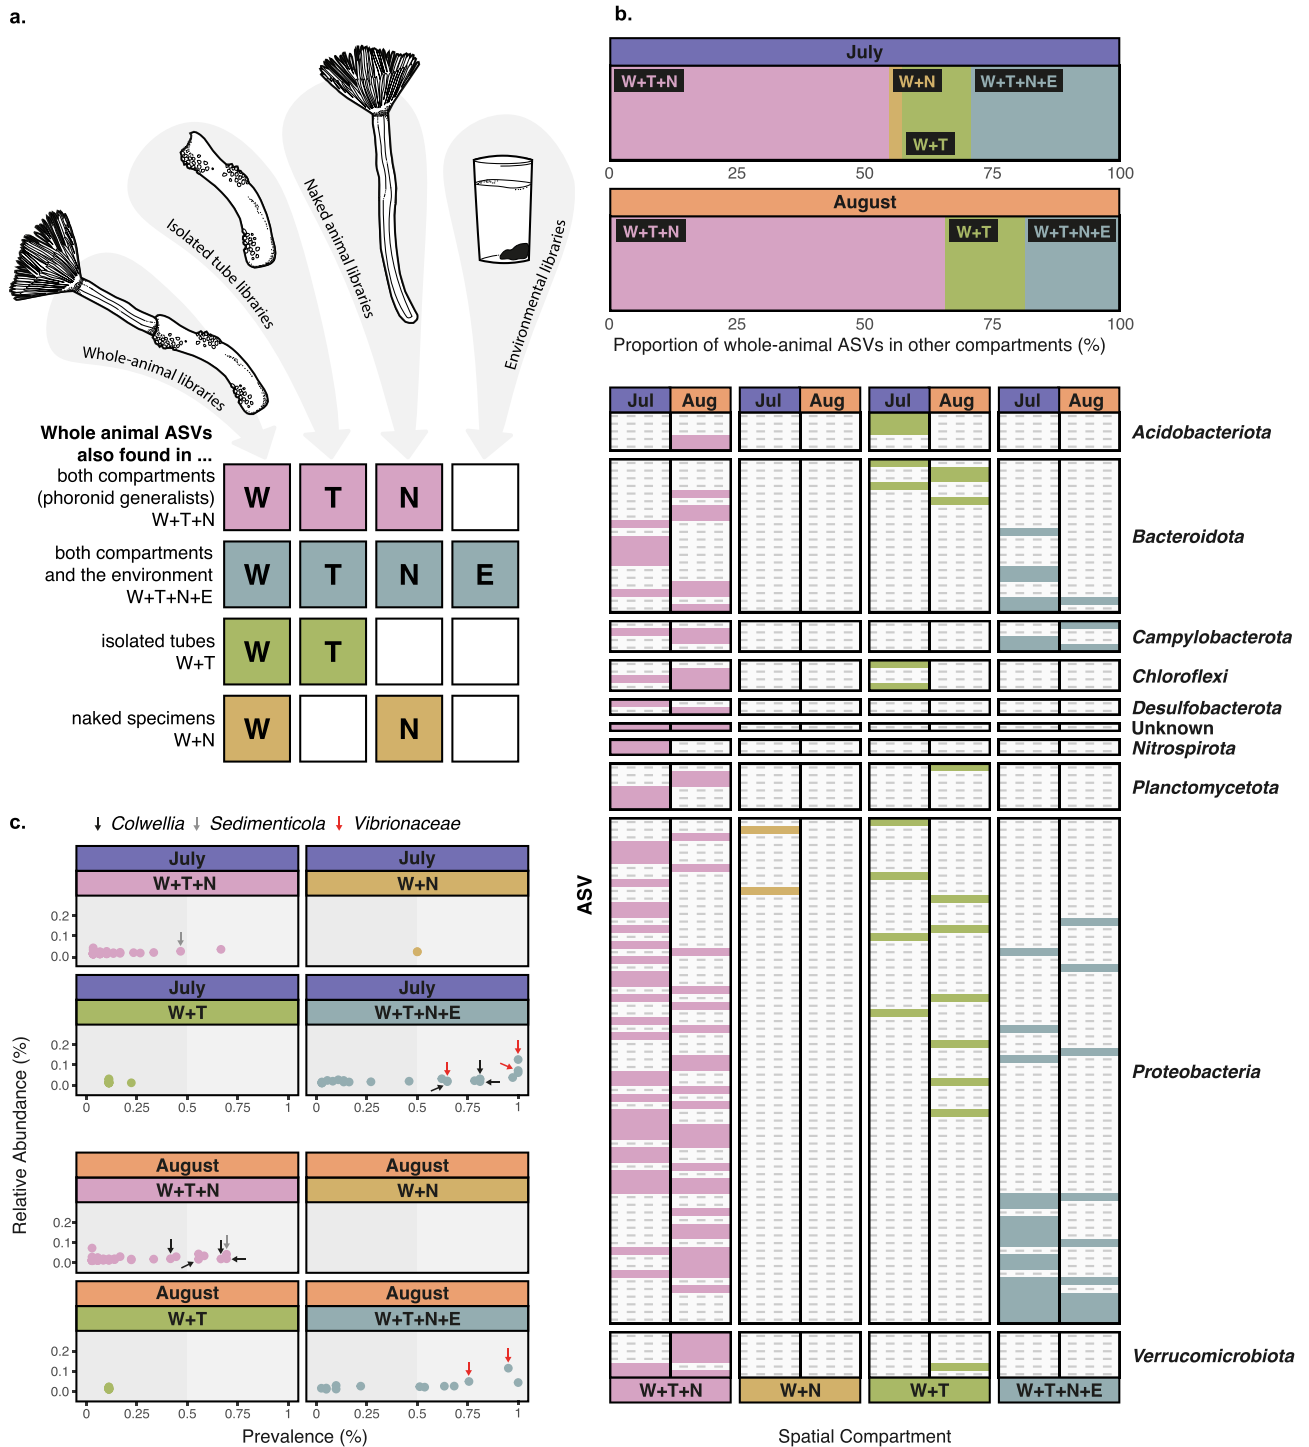 a.
Whole-animal libraries
Isolated tube libraries
Naked animal libraries
Environmental libraries
Whole animal ASVs
also found in ...
both compartments
(phoronid generalists)
W+T+N
W T N
both compartments
and the environment
W+T+N+E
W T N E
isolated tubes
W+T
W T
naked specimens
W+N
W N
b.
July
W+T+N W+N W+T+N+E
W+T
0 25 50 75 100
August
W+T+N W+T W+T+N+E
0 25 50 75 100
Proportion of whole-animal ASVs in other compartments (%)
Jul Aug Jul Aug Jul Aug Jul Aug
Acidobacteriota
Bacteroidota
Campylobacterota
Chloroflexi
Desulfobacterota
Unknown
Nitrospirota
Planctomycetota
Proteobacteria
Verrucomicrobiota
ASV
W+T+N W+N W+T W+T+N+E
Spatial Compartment
c.
Colwellia Sedimenticola Vibrionaceae
July July
W+T+N W+N
0.2
0.1
0.0
July July
W+T W+T+N+E
0.2
0.1
0.0
0 0.25 0.5 0.75 1 0 0.25 0.5 0.75 1
August August
W+T+N W+N
0.2
0.1
0.0
August August
W+T W+T+N+E
0.2
0.1
0.0
0 0.25 0.5 0.75 1 0 0.25 0.5 0.75 1
Relative Abundance (%)
Prevalence (%)